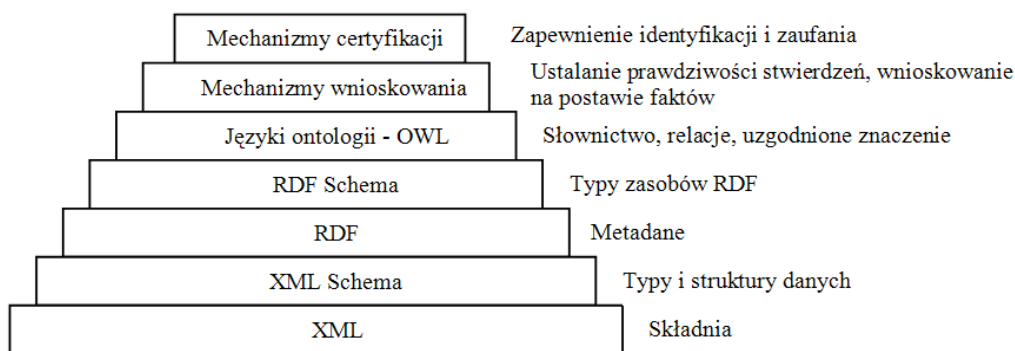 Mechanizmy certyfikacji
Zapewnienie identyfikacji i zaufania
Mechanizmy wnioskowania
Ustalanie prawdziwości stwierdzeń, wnioskowanie
na postawie faktów
Języki ontologii - OWL
Słownictwo, relacje, uzgodnione znaczenie
RDF Schema
Typy zasobów RDF
RDF
Metadane
XML Schema
Typy i struktury danych
XML
Składnia